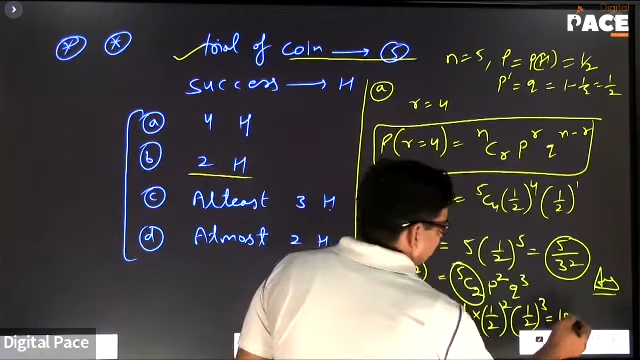 Digital
PACE
P * trial of coin → 5
success → H
a 4 H
b 2 H
c Atleast 3 H
d Almost 2 H
n = 5, P = P(H) = 1/2
P' = q = 1 - 1/2 = 1/2
a
r = 4
P(r = 4) = ⁿCᵣ pʳ qⁿ⁻ʳ
= ⁵C₄ (1/2)⁴ (1/2)¹
= 5 (1/2)⁵ = 5/32 Ans
= ⁵C₂ p² q³
× (1/2)² (1/2)³ =
Digital Pace